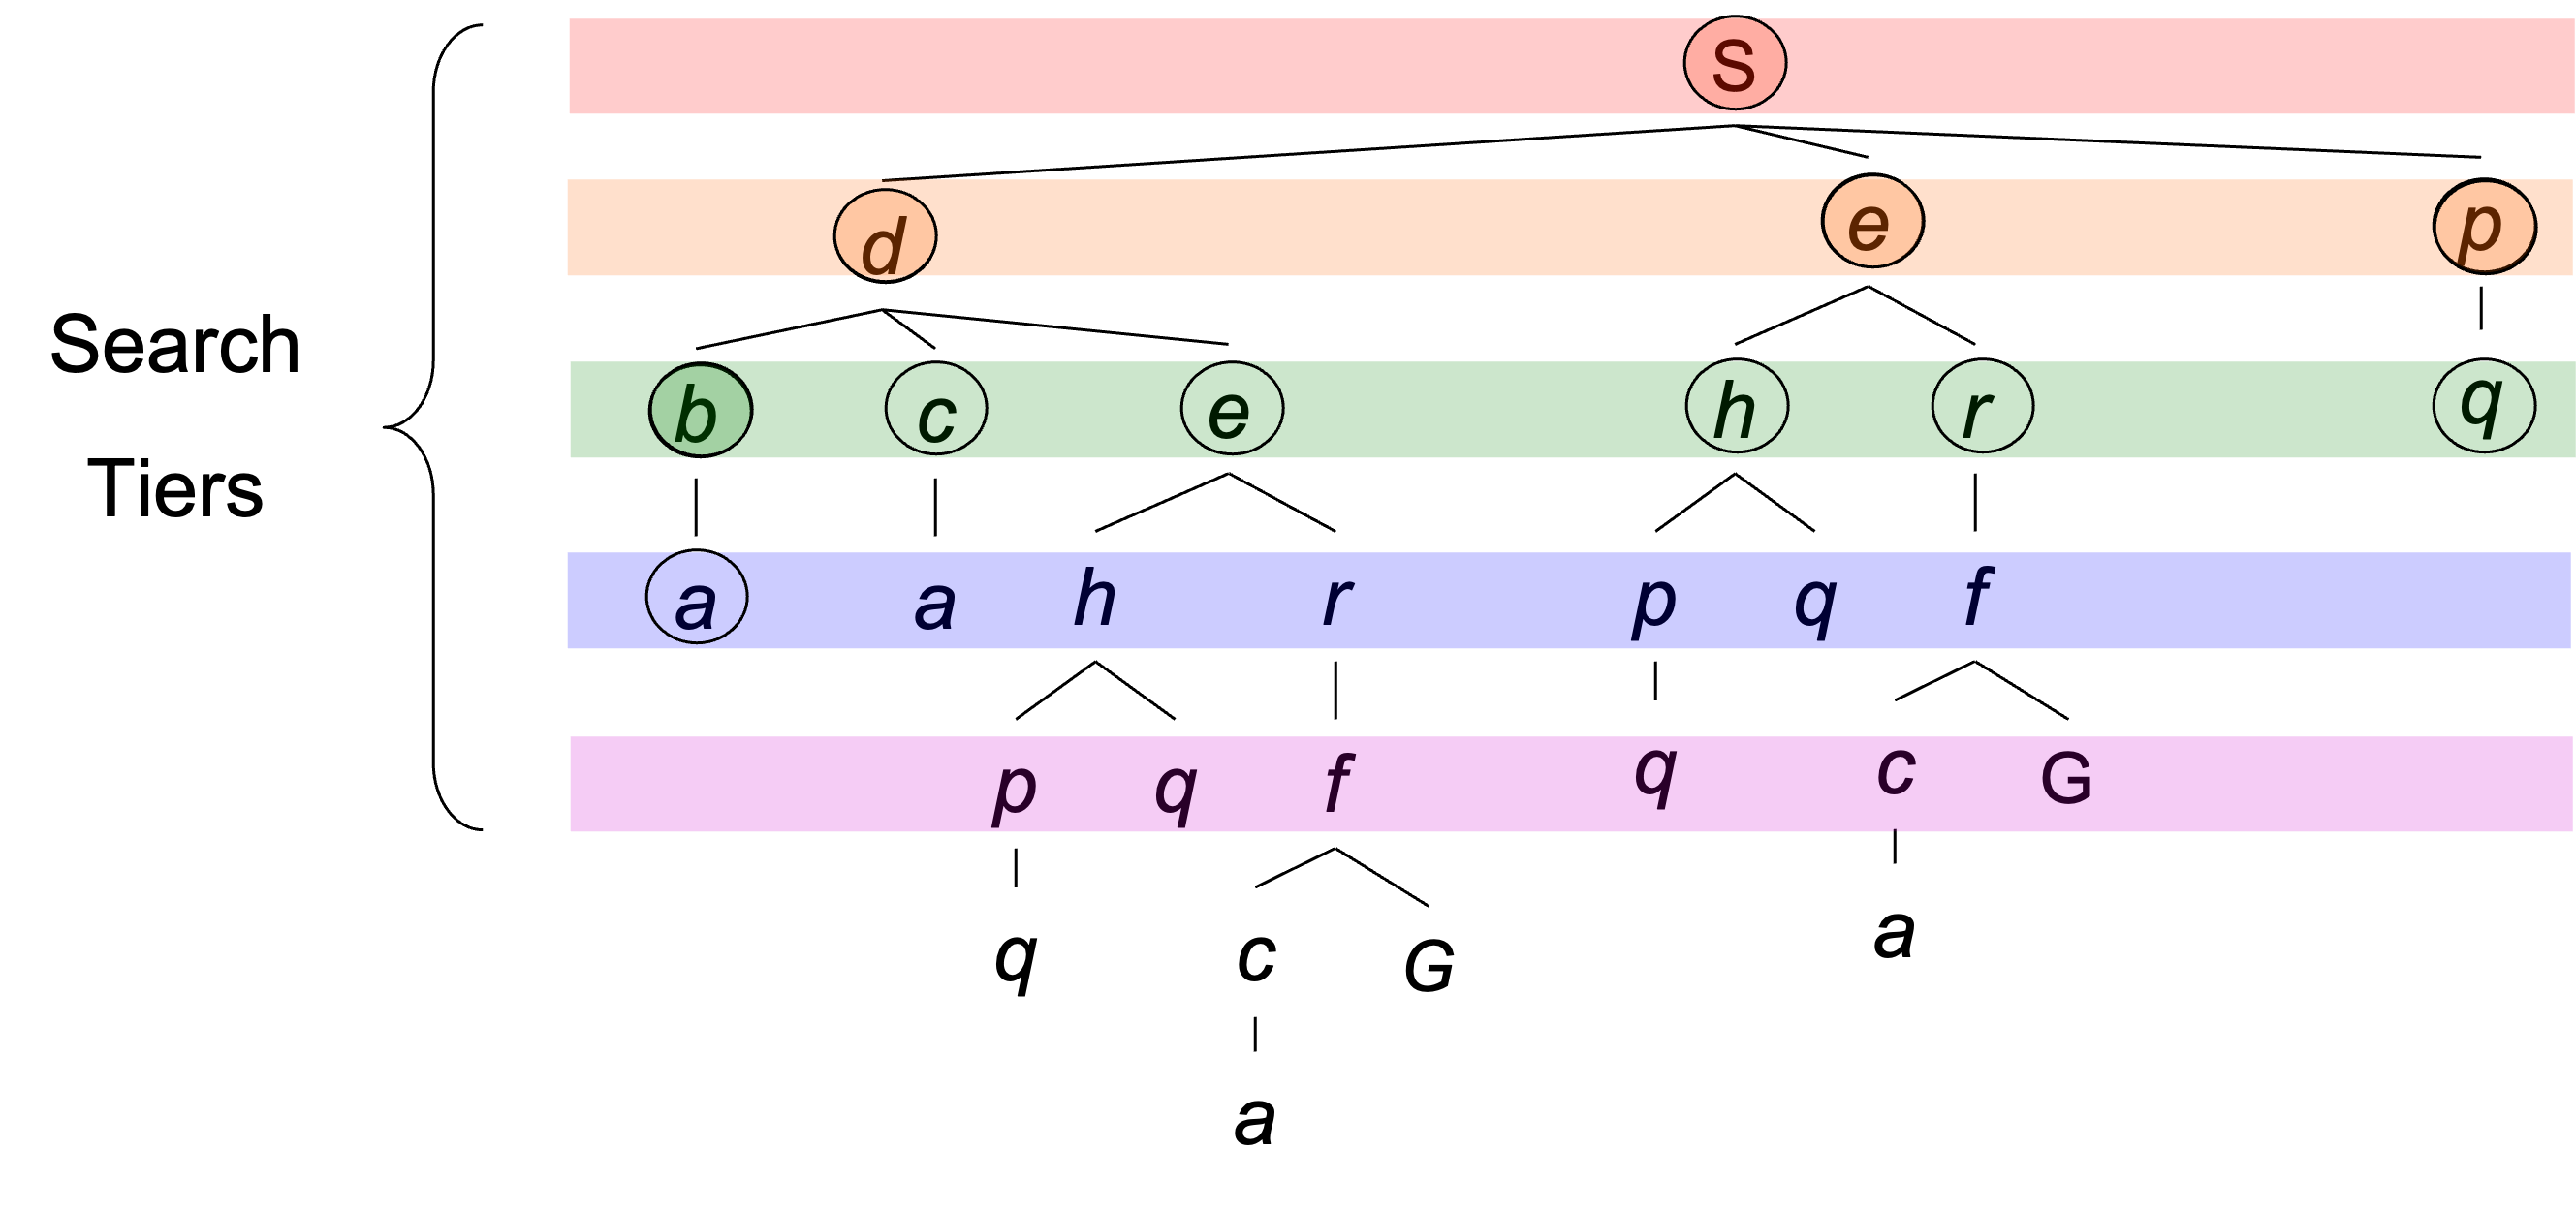 Search
Tiers
S
d e p
b c e h r q
a a h r p q f
p q f q c G
q c G a
a